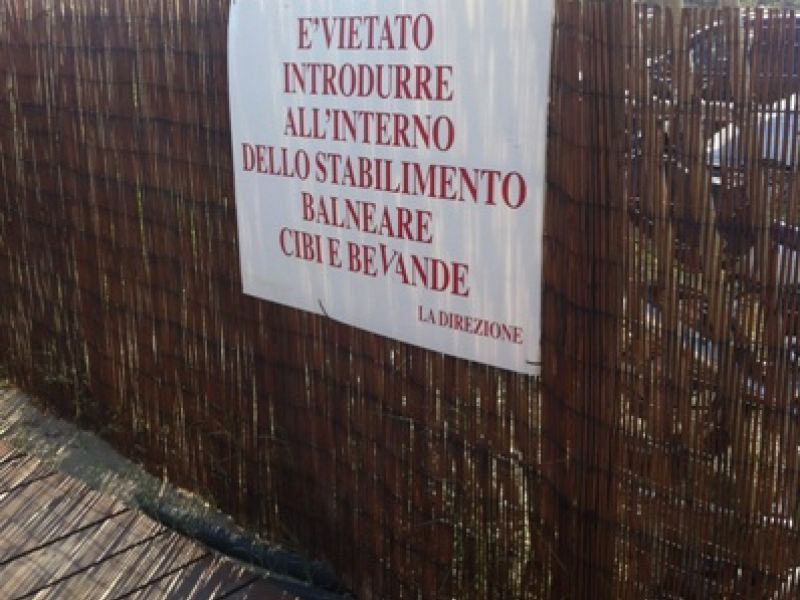 E'VIETATO
INTRODURRE
ALL'INTERNO
DELLO STABILIMENTO
BALNEARE
CIBI E BEVANDE
LA DIREZIONE